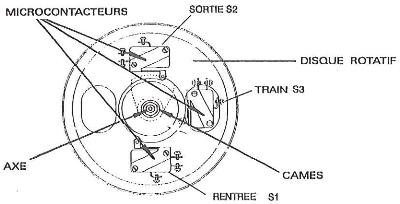 MICROCONTACTEURS
SORTIE S2
DISQUE ROTATIF
TRAIN S3
AXE
CAMES
RENTREE S1